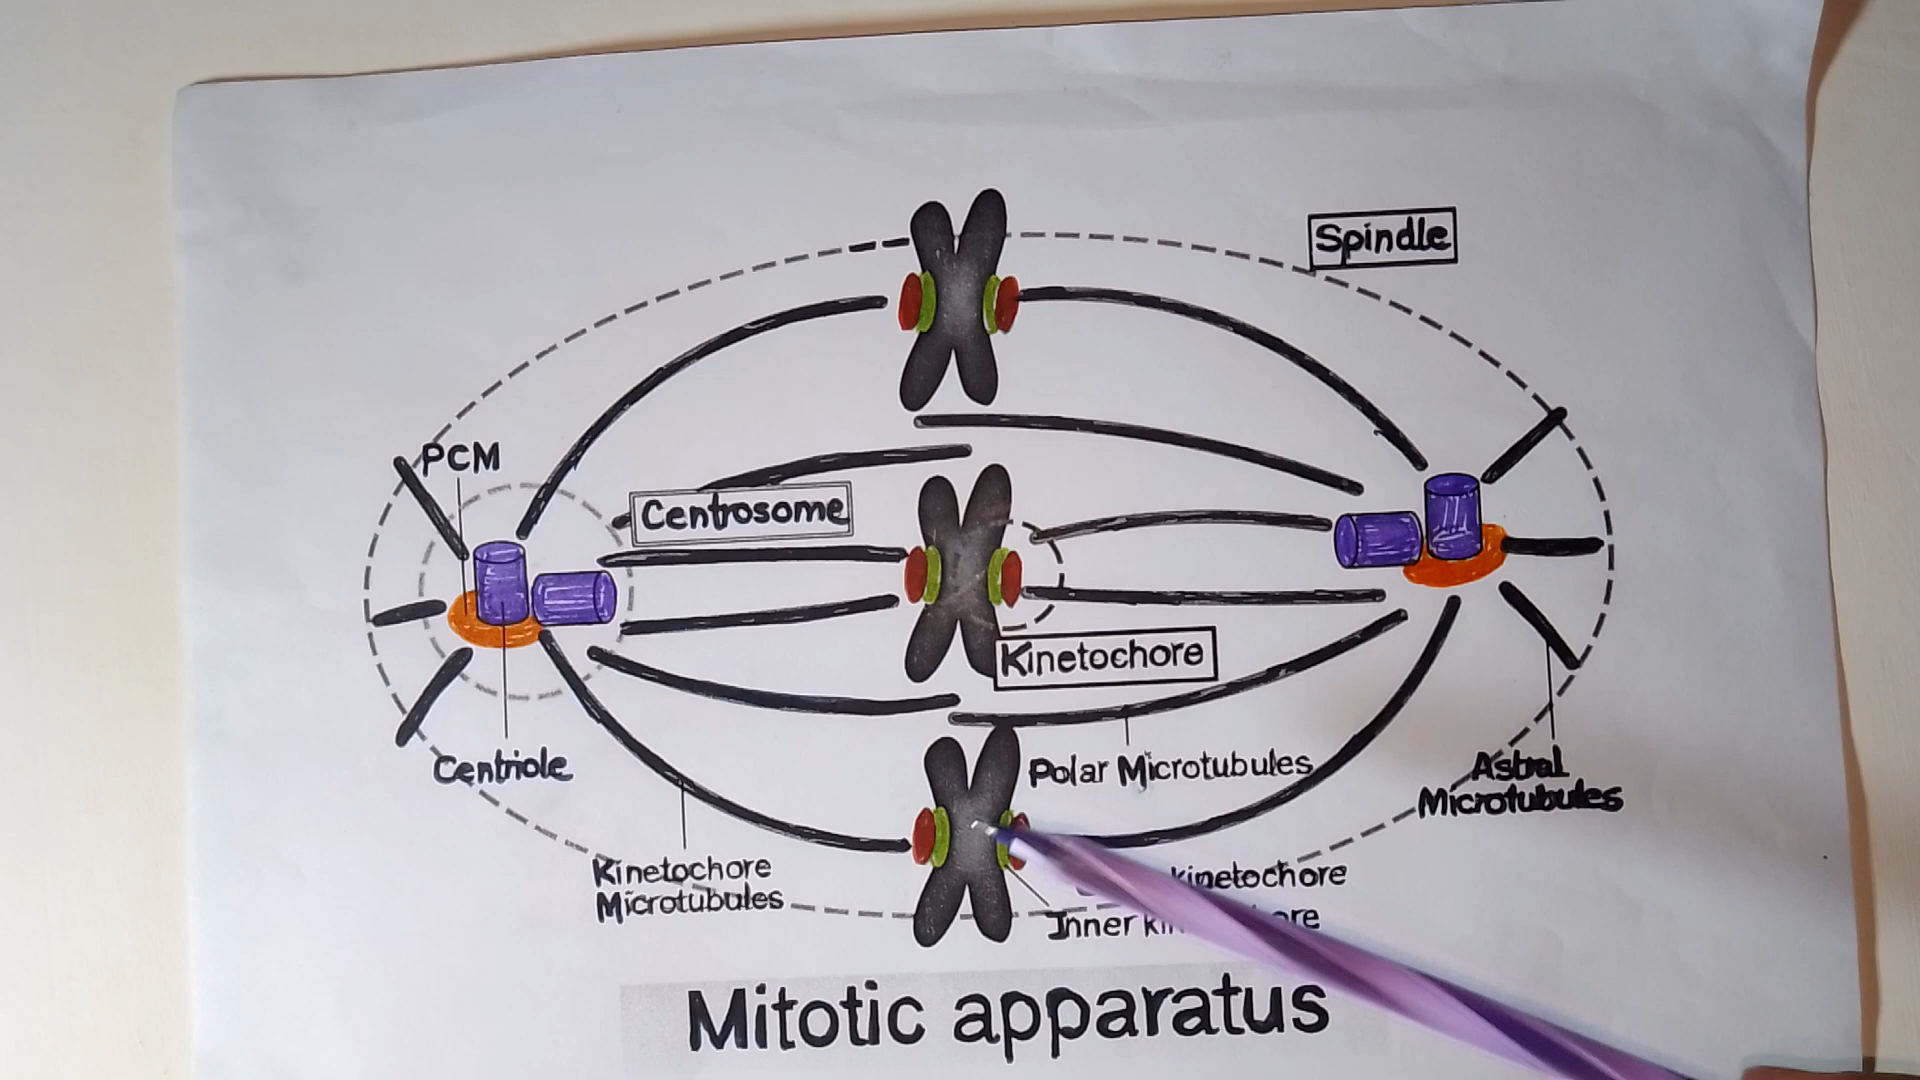 Spindle
PCM
Centrosome
Kinetochore
Centriole
Polar Microtubules
Astral
Microtubules
Kinetochore
Microtubules
kinetochore
Inner
Mitotic apparatus